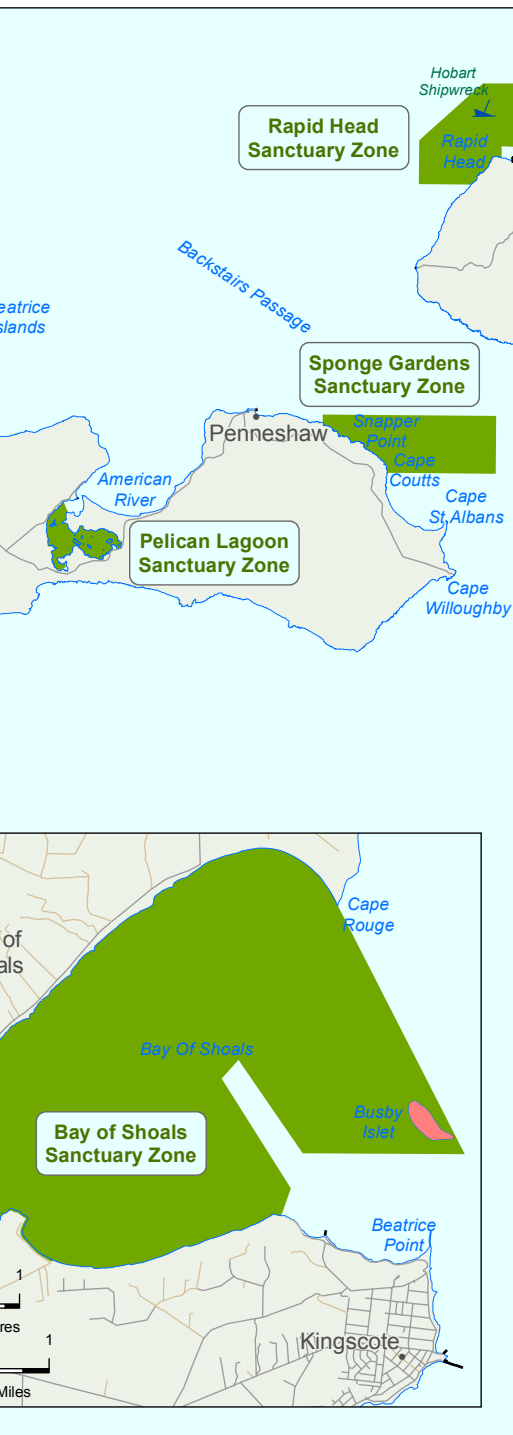 Hobart
Shipwreck
Rapid Head
Sanctuary Zone
Rapid
Head
Backstairs Passage
eatrice
slands
Sponge Gardens
Sanctuary Zone
Snapper
Point
Penneshaw
Cape
Coutts
American
River
Cape
St Albans
Pelican Lagoon
Sanctuary Zone
Cape
Willoughby
Cape
Rouge
of
als
Bay Of Shoals
Busby
Islet
Bay of Shoals
Sanctuary Zone
Beatrice
Point
1
res
1
Kingscote
Miles